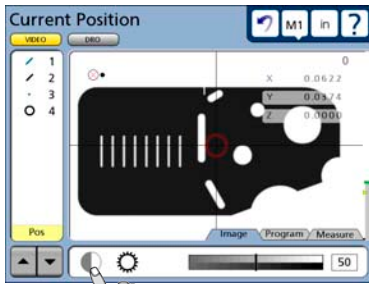 Current Position
M1 in ?
VIDEO DRO
1
2
3
4
0
X 0.0622
Y 0.0374
Z 0.0000
Pos
Image Program Measure
50